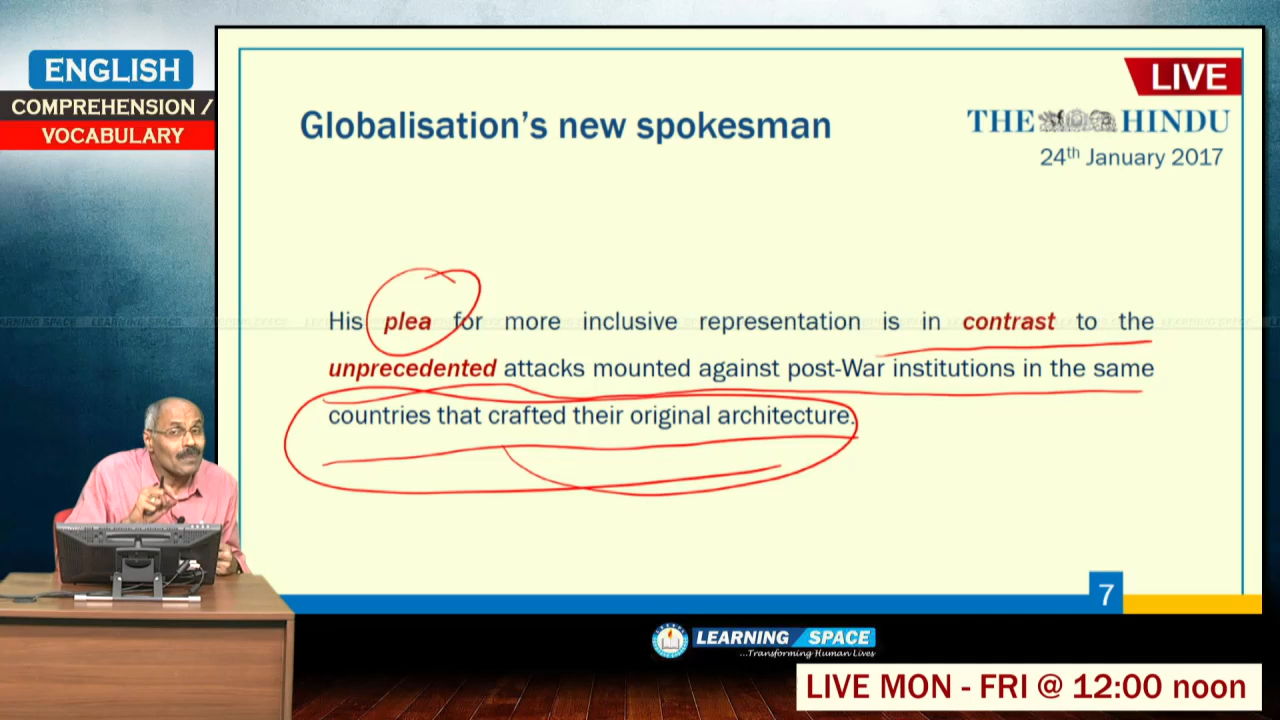 ENGLISH
COMPREHENSION /
VOCABULARY
LIVE
Globalisation's new spokesman
THE HINDU
24th January 2017
His plea for more inclusive representation is in contrast to the
unprecedented attacks mounted against post-War institutions in the same
countries that crafted their original architecture.
7
LEARNING SPACE
...Transforming Human Lives
LIVE MON - FRI @ 12:00 noon